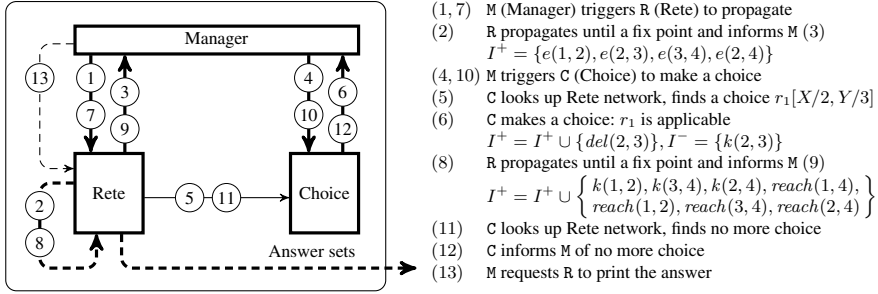 Manager
13
1
7
3
9
4
10
6
12
Rete
5
11
Choice
2
8
Answer sets
(1, 7) M (Manager) triggers R (Rete) to propagate
(2) R propagates until a fix point and informs M (3)
I⁺ = {e(1, 2), e(2, 3), e(3, 4), e(2, 4)}
(4, 10) M triggers C (Choice) to make a choice
(5) C looks up Rete network, finds a choice r₁[X/2, Y/3]
(6) C makes a choice: r₁ is applicable
I⁺ = I⁺ ∪ {del(2, 3)}, I⁻ = {k(2, 3)}
(8) R propagates until a fix point and informs M (9)
I⁺ = I⁺ ∪ { k(1, 2), k(3, 4), k(2, 4), reach(1, 4),
reach(1, 2), reach(3, 4), reach(2, 4) }
(11) C looks up Rete network, finds no more choice
(12) C informs M of no more choice
(13) M requests R to print the answer